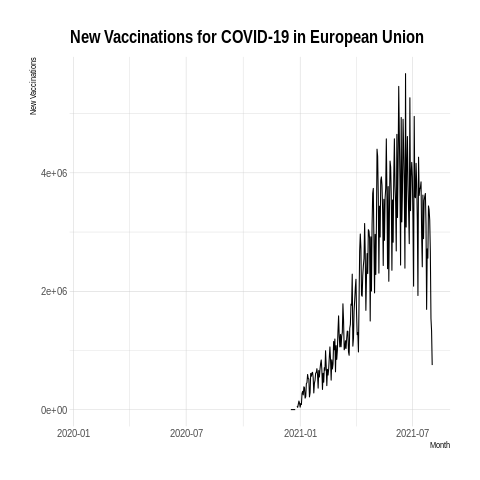 New Vaccinations for COVID-19 in European Union
New Vaccinations
4e+06
2e+06
0e+00
2020-01 2020-07 2021-01 2021-07
Month